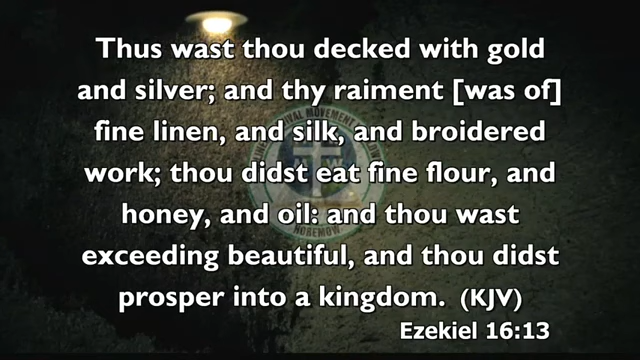 Thus wast thou decked with gold
and silver; and thy raiment [was of]
fine linen, and silk, and broidered
work; thou didst eat fine flour, and
honey, and oil: and thou wast
exceeding beautiful, and thou didst
prosper into a kingdom. (KJV)
Ezekiel 16:13
HOREMOW